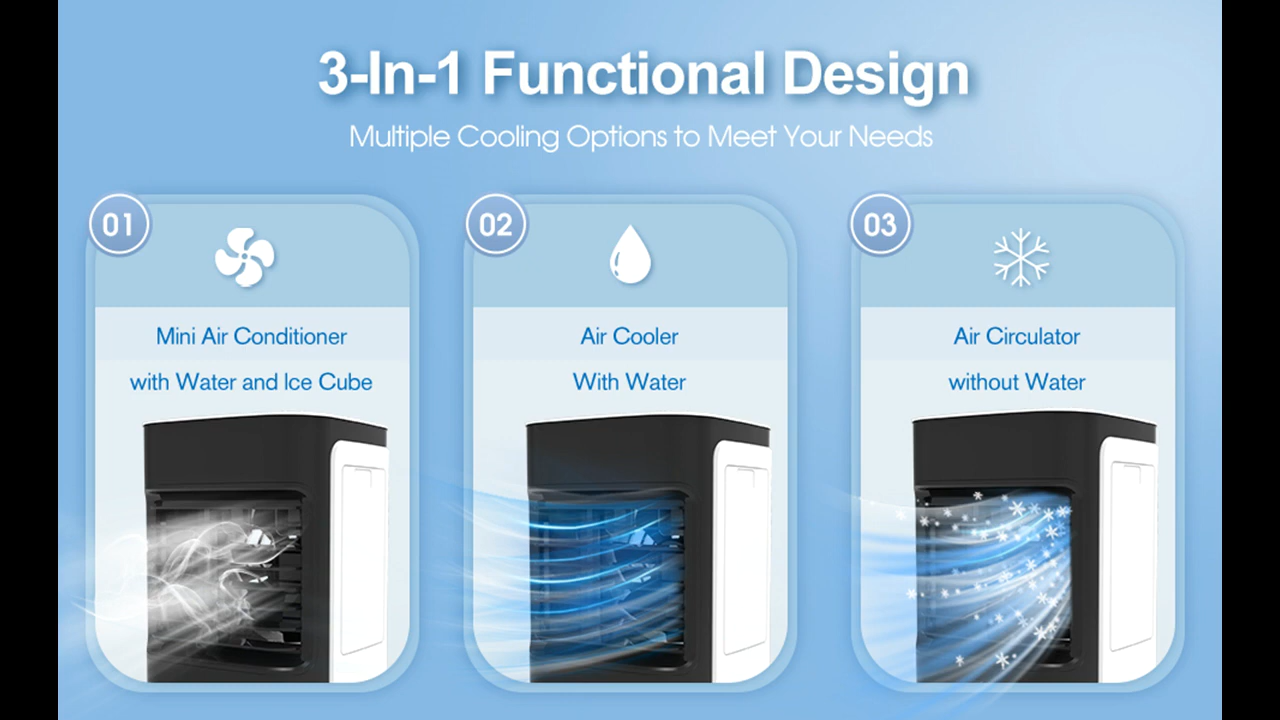 3-In-1 Functional Design
Multiple Cooling Options to Meet Your Needs
01
Mini Air Conditioner
with Water and Ice Cube
02
Air Cooler
With Water
03
Air Circulator
without Water